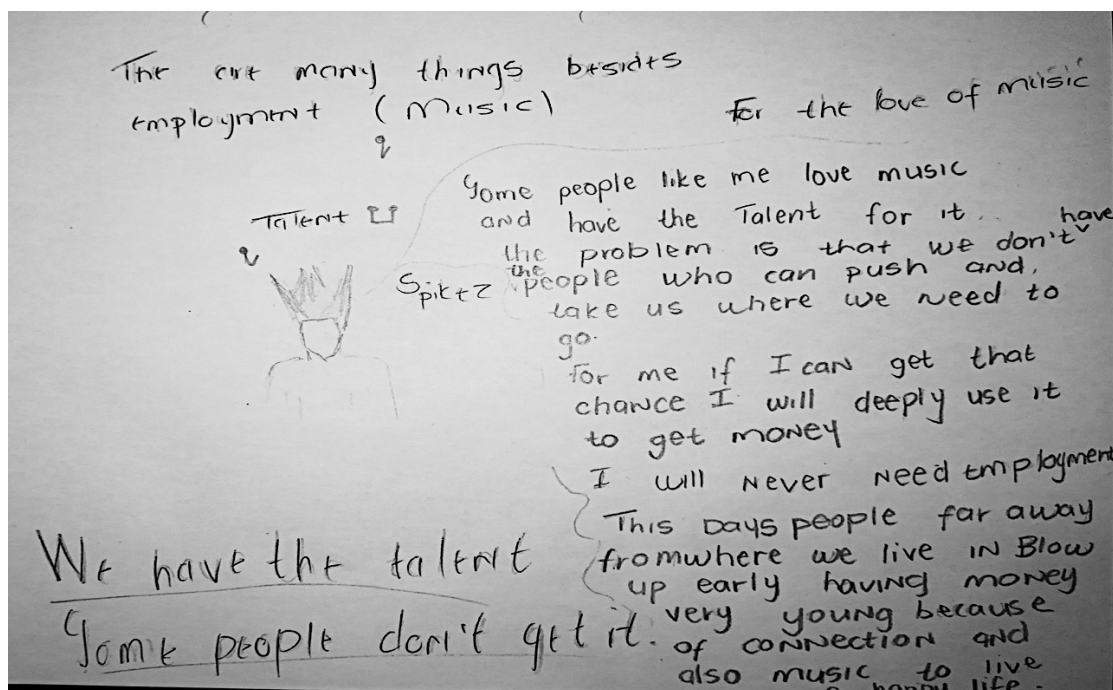 The are many things besides
employment (Music)
For the love of music
Talent
Spikez
Some people like me love music
and have the Talent for it..
the problem is that we don't have
the people who can push and,
take us where we need to
go.
For me if I can get that
chance I will deeply use it
to get money
I will Never Need Employment
This Days people far away
from where we live in Blow
up early having money
very young because
of connection and
also music to live
a happy life.
We have the talent
Some people don't get it.